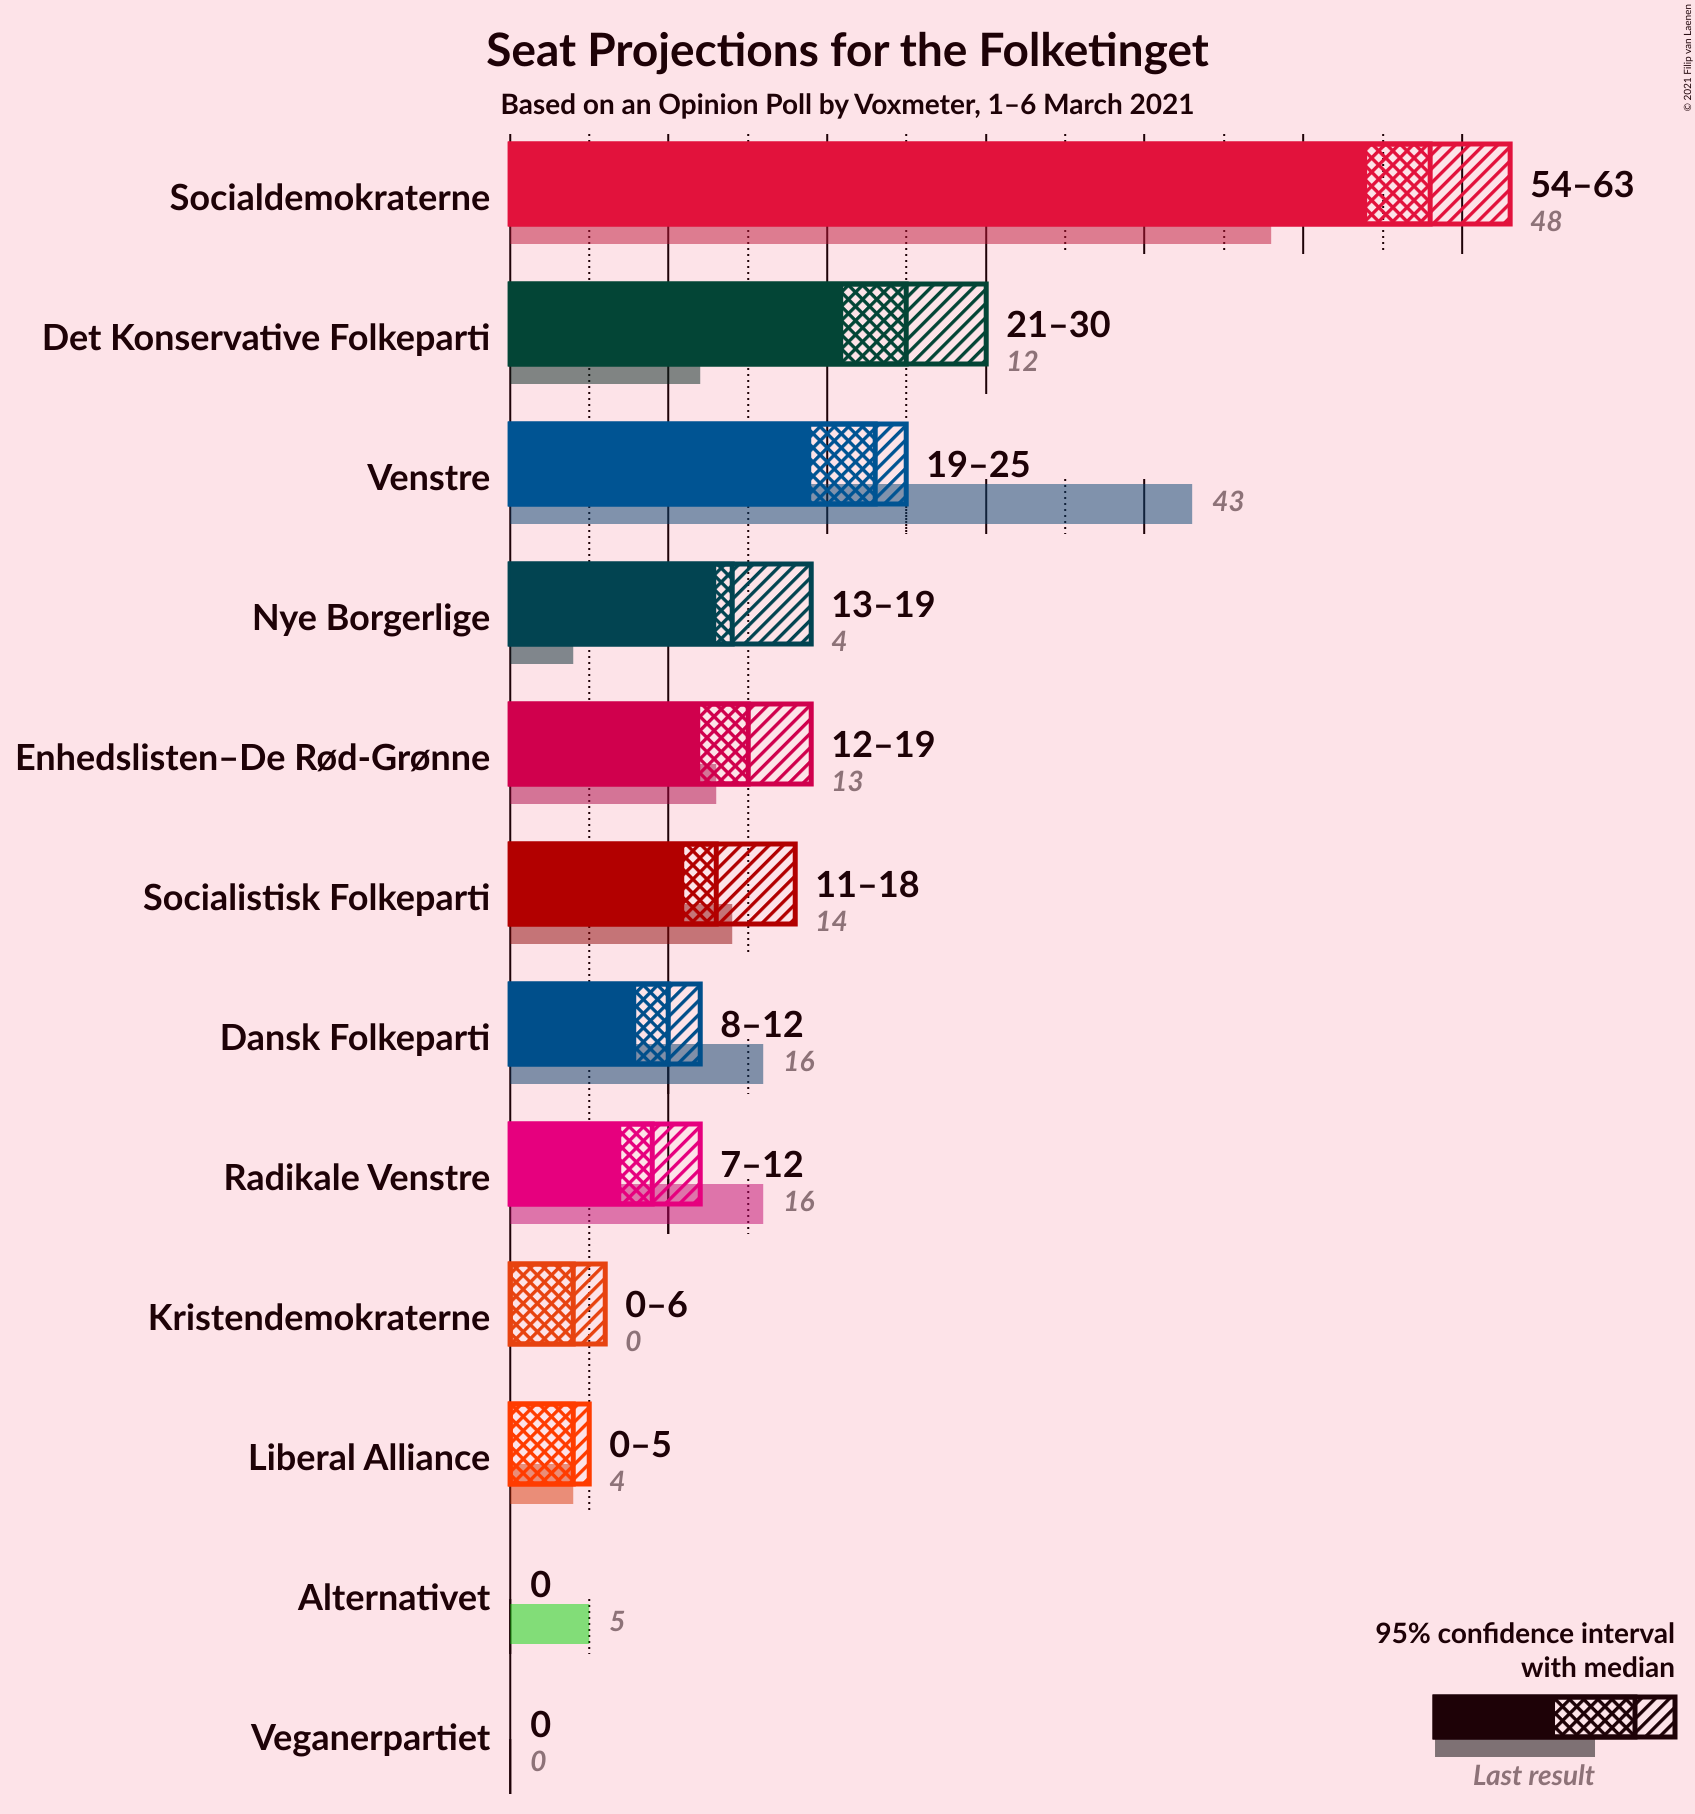 Seat Projections for the Folketinget
Based on an Opinion Poll by Voxmeter, 1–6 March 2021
© 2021 Filip van Laenen
Socialdemokraterne
54–63
48
Det Konservative Folkeparti
21–30
12
Venstre
19–25
43
Nye Borgerlige
13–19
4
Enhedslisten–De Rød-Grønne
12–19
13
Socialistisk Folkeparti
11–18
14
Dansk Folkeparti
8–12
16
Radikale Venstre
7–12
16
Kristendemokraterne
0–6
0
Liberal Alliance
0–5
4
Alternativet
0
5
Veganerpartiet
0
0
95% confidence interval
with median
Last result